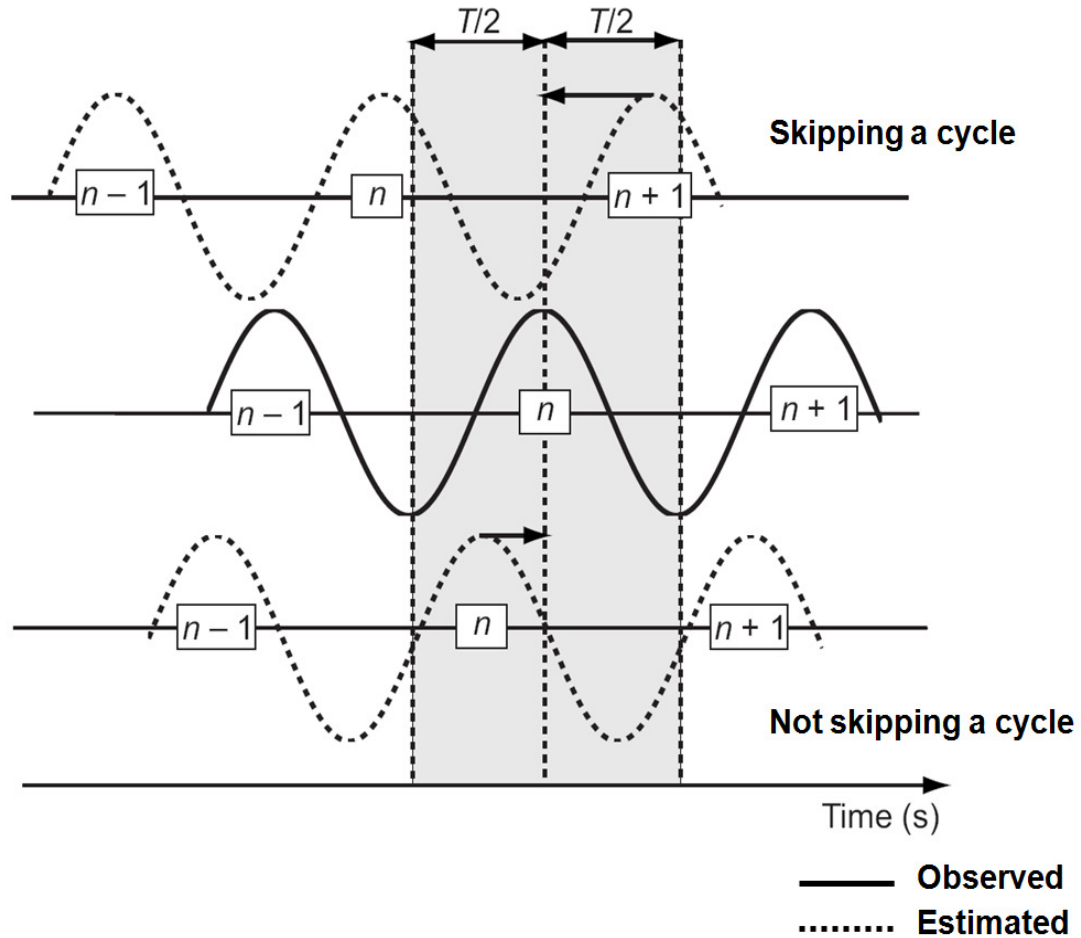 T/2 T/2
Skipping a cycle
n – 1 n n + 1
n – 1 n n + 1
n – 1 n n + 1
Not skipping a cycle
Time (s)
Observed
Estimated